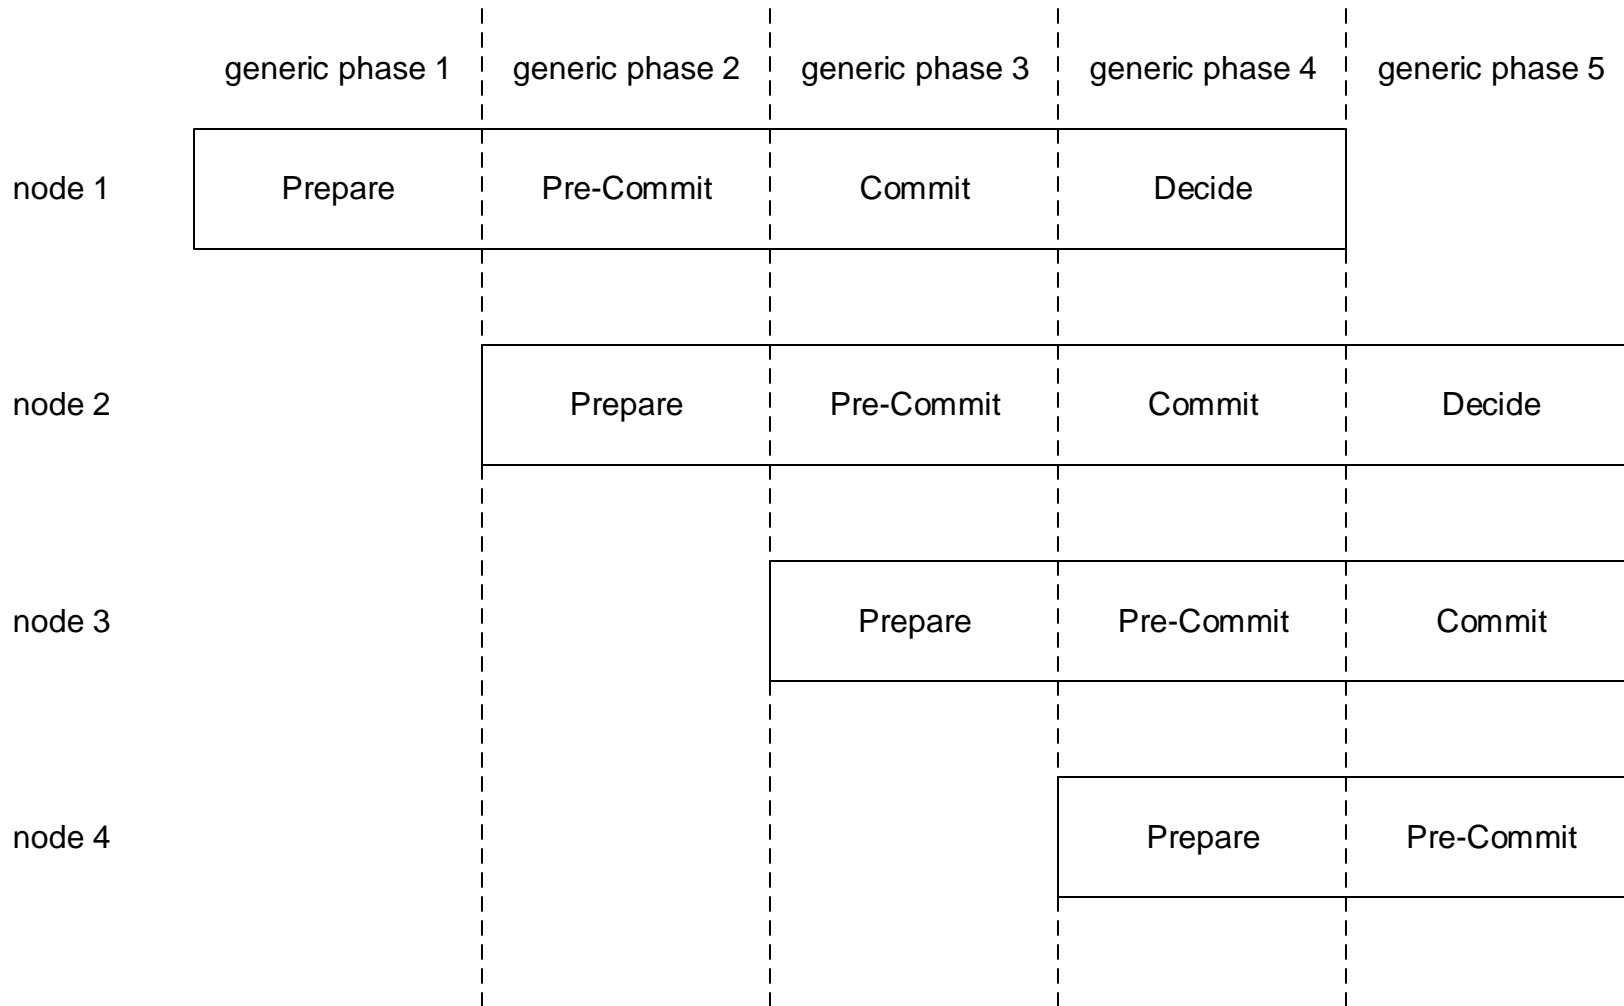 generic phase 1 generic phase 2 generic phase 3 generic phase 4 generic phase 5
node 1 Prepare Pre-Commit Commit Decide
node 2 Prepare Pre-Commit Commit Decide
node 3 Prepare Pre-Commit Commit
node 4 Prepare Pre-Commit